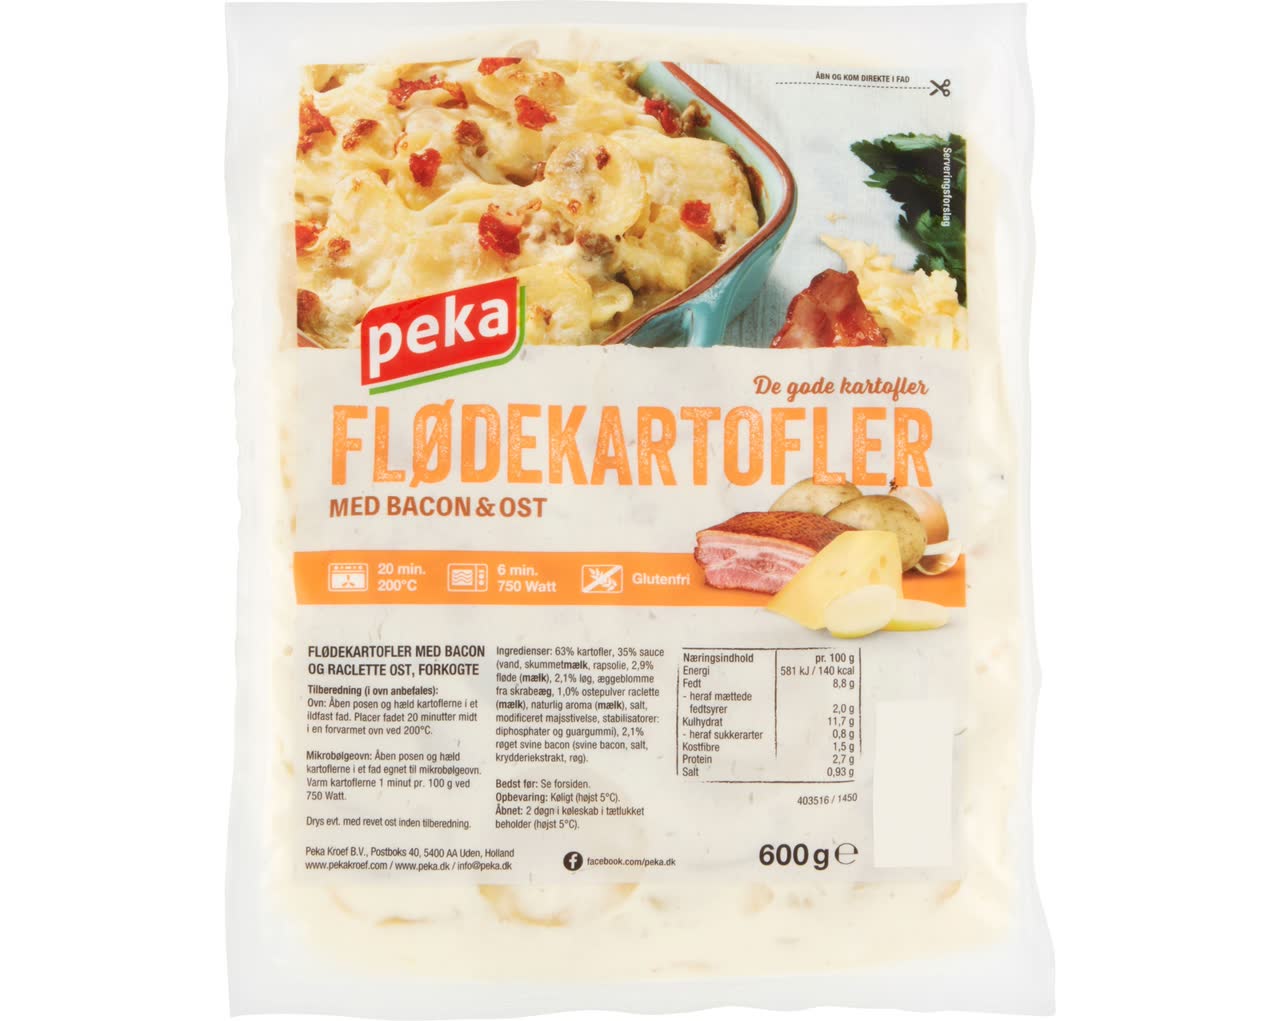 ÅBN OG KOM DIREKTE I FAD
Serveringsforslag
peka
De gode kartofler
FLØDEKARTOFLER
MED BACON & OST
20 min.
200°C
6 min.
750 Watt
Glutenfri
FLØDEKARTOFLER MED BACON
OG RACLETTE OST, FORKOGTE
Tilberedning (i ovn anbefales):
Ovn: Åben posen og hæld kartoflerne i et
ildfast fad. Placer fadet 20 minutter midt
i en forvarmet ovn ved 200°C.
Mikrobølgeovn: Åben posen og hæld
kartoflerne i et fad egnet til mikrobølgeovn.
Varm kartoflerne 1 minut pr. 100 g ved
750 Watt.
Drys evt. med revet ost inden tilberedning.
Ingredienser: 63% kartofler, 35% sauce
(vand, skummetmælk, rapsolie, 2,9%
fløde (mælk), 2,1% løg, æggeblomme
fra skrabeæg, 1,0% ostepulver raclette
(mælk), naturlig aroma (mælk), salt,
modificeret majsstivelse, stabilisatorer:
diphosphater og guargummi), 2,1%
røget svine bacon (svine bacon, salt,
krydderiekstrakt, røg).
Bedst før: Se forsiden.
Opbevaring: Køligt (højst 5°C).
Åbnet: 2 døgn i køleskab i tætlukket
beholder (højst 5°C).
Næringsindhold pr. 100 g
Energi 581 kJ / 140 kcal
Fedt 8,8 g
- heraf mættede
fedtsyrer 2,0 g
Kulhydrat 11,7 g
- heraf sukkerarter 0,8 g
Kostfibre 1,5 g
Protein 2,7 g
Salt 0,93 g
403516 / 1450
Peka Kroef B.V., Postboks 40, 5400 AA Uden, Holland
www.pekakroef.com / www.peka.dk / info@peka.dk
facebook.com/peka.dk
600 g ℮